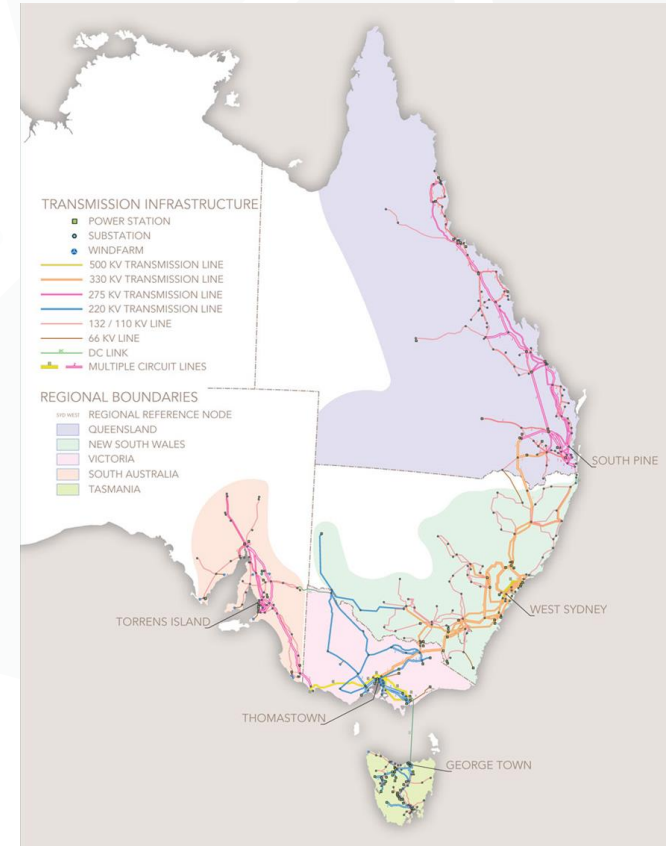 TRANSMISSION INFRASTRUCTURE
POWER STATION
SUBSTATION
WINDFARM
500 KV TRANSMISSION LINE
330 KV TRANSMISSION LINE
275 KV TRANSMISSION LINE
220 KV TRANSMISSION LINE
132 / 110 KV LINE
66 KV LINE
DC LINK
MULTIPLE CIRCUIT LINES
REGIONAL BOUNDARIES
SYD WEST REGIONAL REFERENCE NODE
QUEENSLAND
NEW SOUTH WALES
VICTORIA
SOUTH AUSTRALIA
TASMANIA
SOUTH PINE
WEST SYDNEY
TORRENS ISLAND
THOMASTOWN
GEORGE TOWN